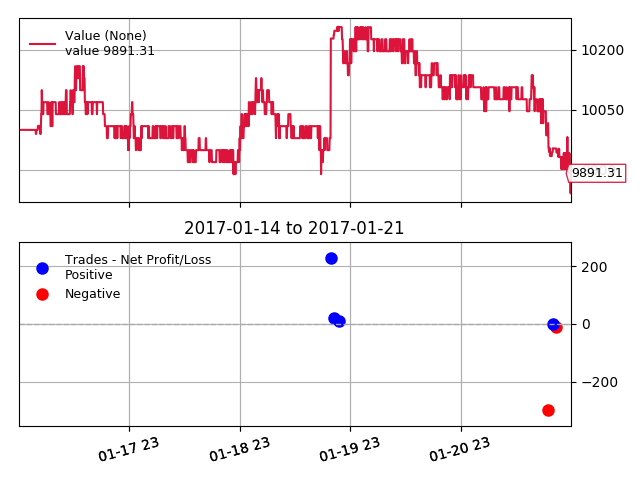 Value (None)
value 9891.31
10200
10050
9891.31
2017-01-14 to 2017-01-21
Trades - Net Profit/Loss
Positive
Negative
200
0
−200
01-17 23
01-18 23
01-19 23
01-20 23